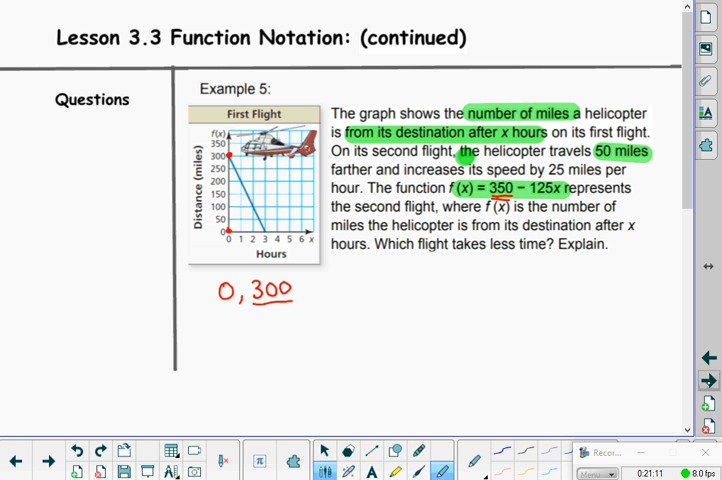 Lesson 3.3 Function Notation: (continued)
Questions
Example 5:
First Flight
f(x)
350
300
250
200
150
100
50
0
0 1 2 3 4 5 6 x
Distance (miles)
Hours
The graph shows the number of miles a helicopter
is from its destination after x hours on its first flight.
On its second flight, the helicopter travels 50 miles
farther and increases its speed by 25 miles per
hour. The function f (x) = 350 − 125x represents
the second flight, where f (x) is the number of
miles the helicopter is from its destination after x
hours. Which flight takes less time? Explain.
0, 300
Recor...
Menu
0:21:11
8.0 fps